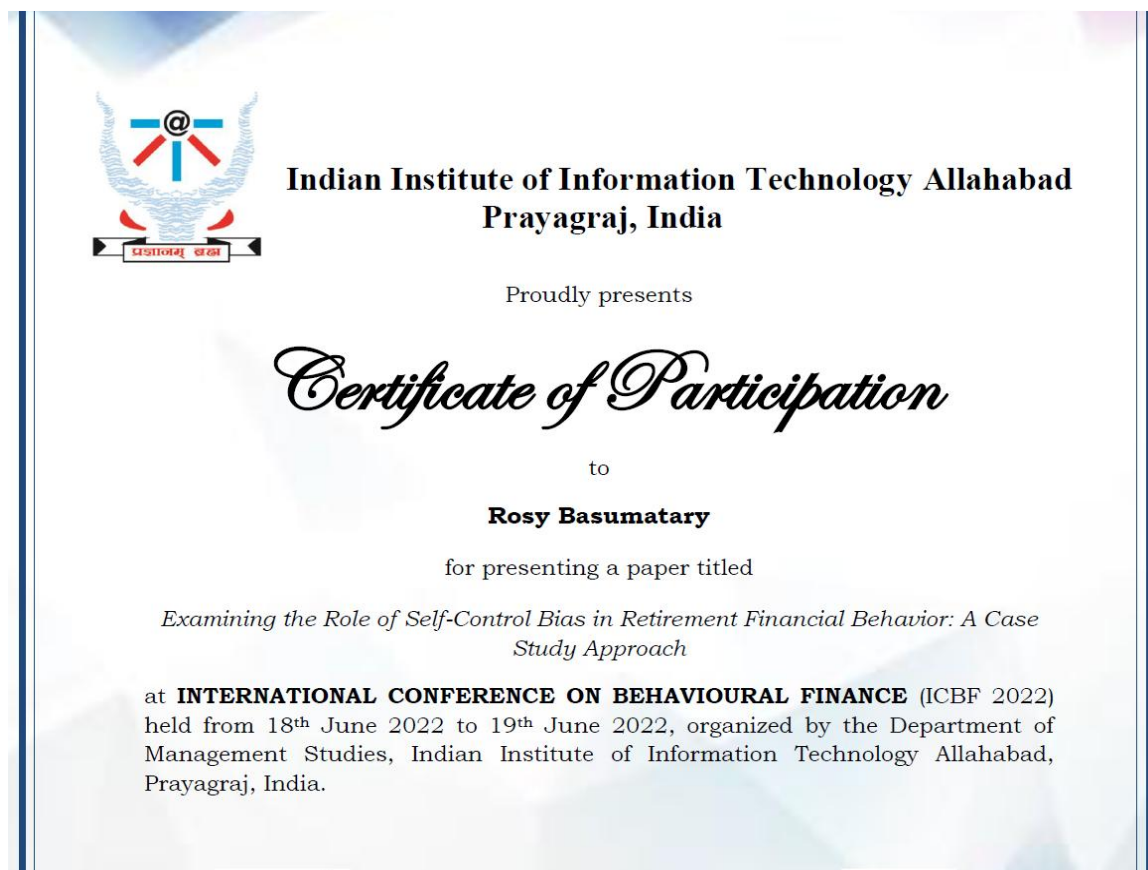 @
प्रज्ञानम् ब्रह्म
Indian Institute of Information Technology Allahabad
Prayagraj, India
Proudly presents
Certificate of Participation
to
Rosy Basumatary
for presenting a paper titled
Examining the Role of Self-Control Bias in Retirement Financial Behavior: A Case
Study Approach
at INTERNATIONAL CONFERENCE ON BEHAVIOURAL FINANCE (ICBF 2022)
held from 18th June 2022 to 19th June 2022, organized by the Department of
Management Studies, Indian Institute of Information Technology Allahabad,
Prayagraj, India.